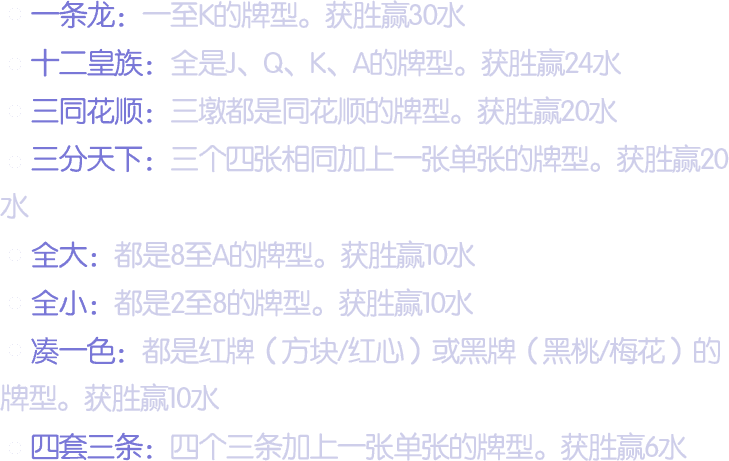 一条龙：一至K的牌型。获胜赢30水
十二皇族：全是J、Q、K、A的牌型。获胜赢24水
三同花顺：三墩都是同花顺的牌型。获胜赢20水
三分天下：三个四张相同加上一张单张的牌型。获胜赢20
水
全大：都是8至A的牌型。获胜赢10水
全小：都是2至8的牌型。获胜赢10水
凑一色：都是红牌（方块/红心）或黑牌（黑桃/梅花）的
牌型。获胜赢10水
四套三条：四个三条加上一张单张的牌型。获胜赢6水